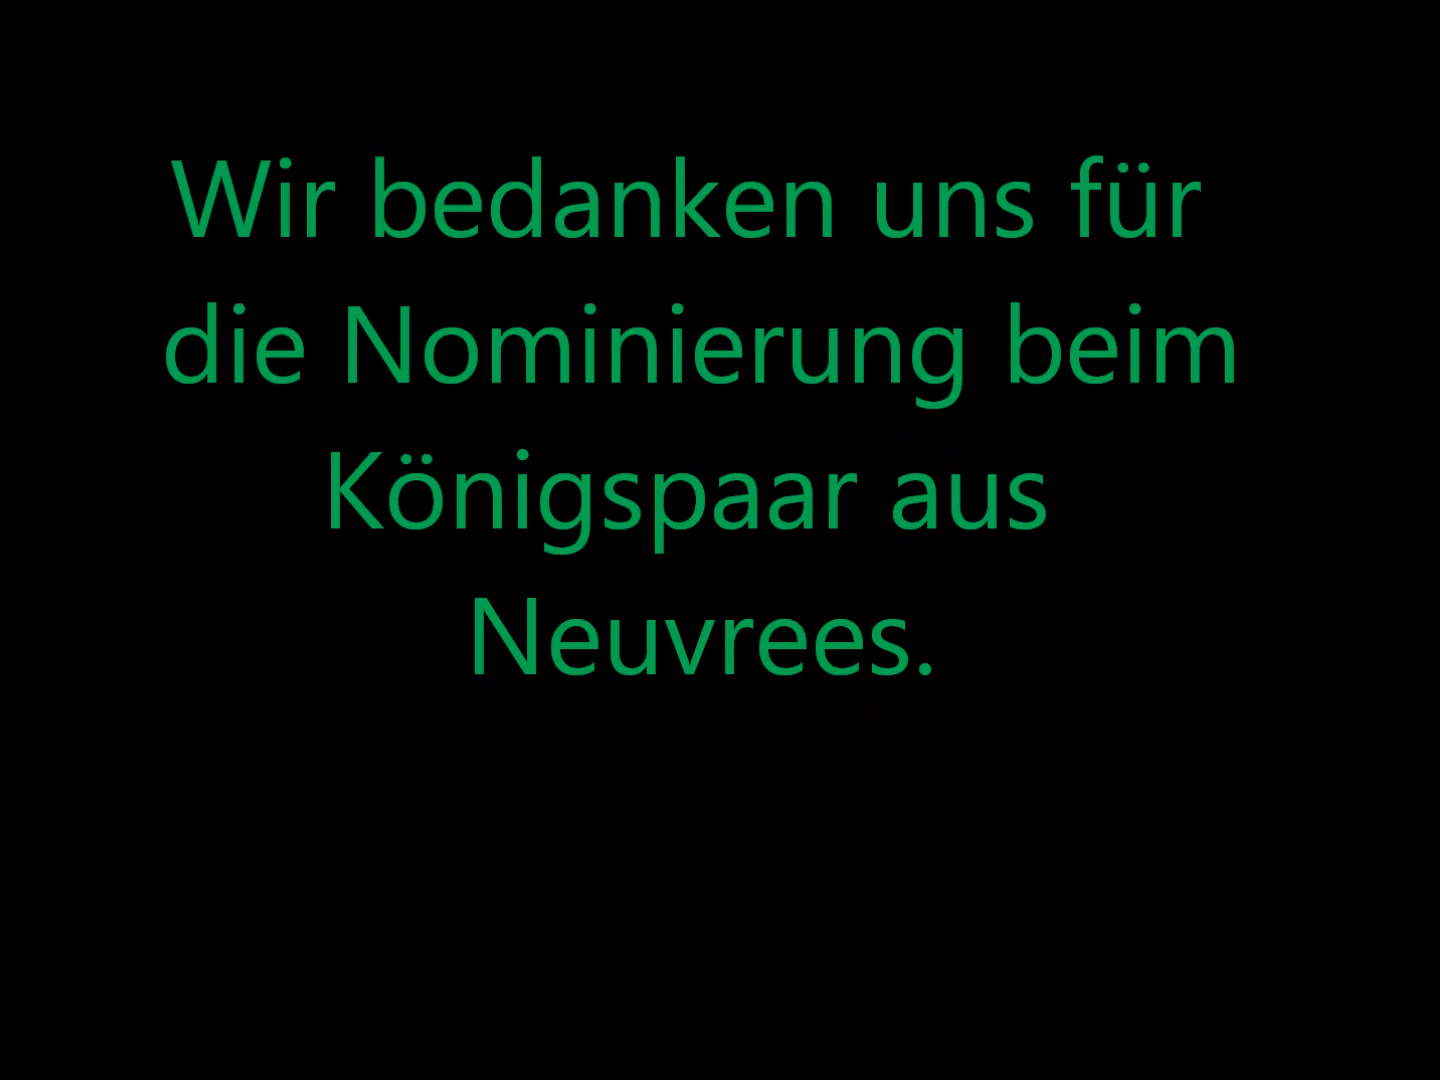 Wir bedanken uns für
die Nominierung beim
Königspaar aus
Neuvrees.